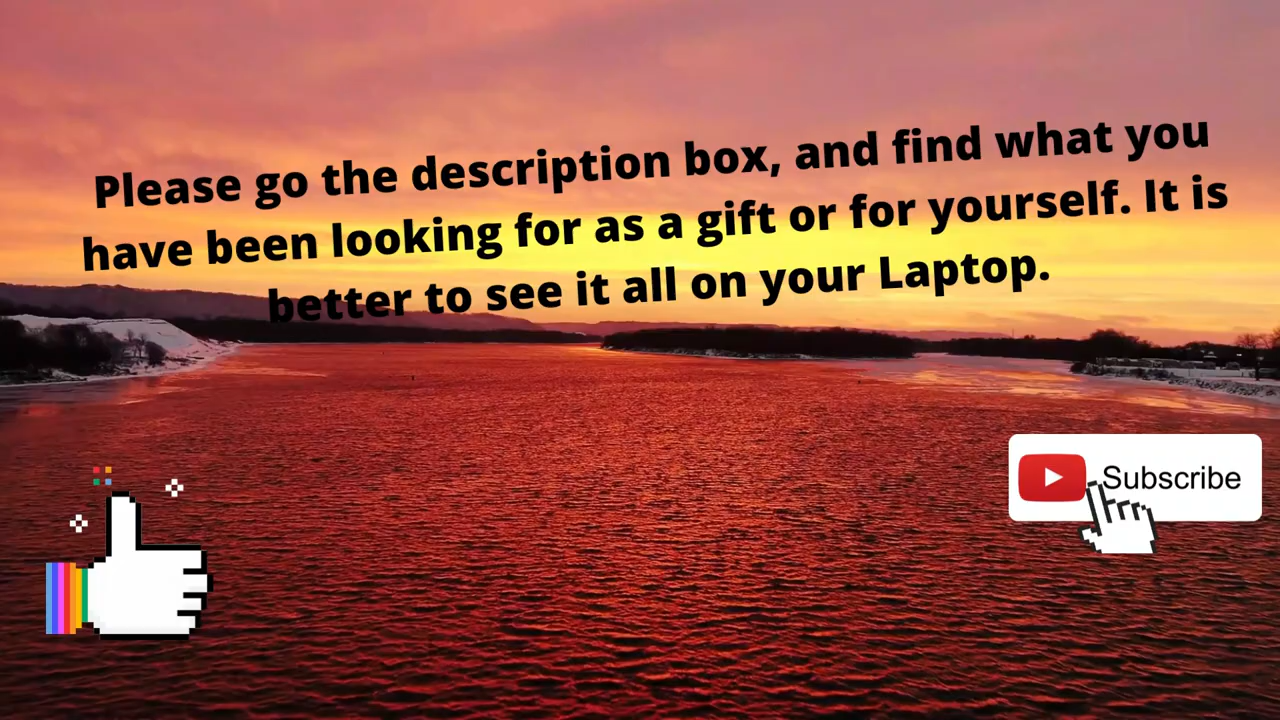 Please go the description box, and find what you
have been looking for as a gift or for yourself. It is
better to see it all on your Laptop.
Subscribe